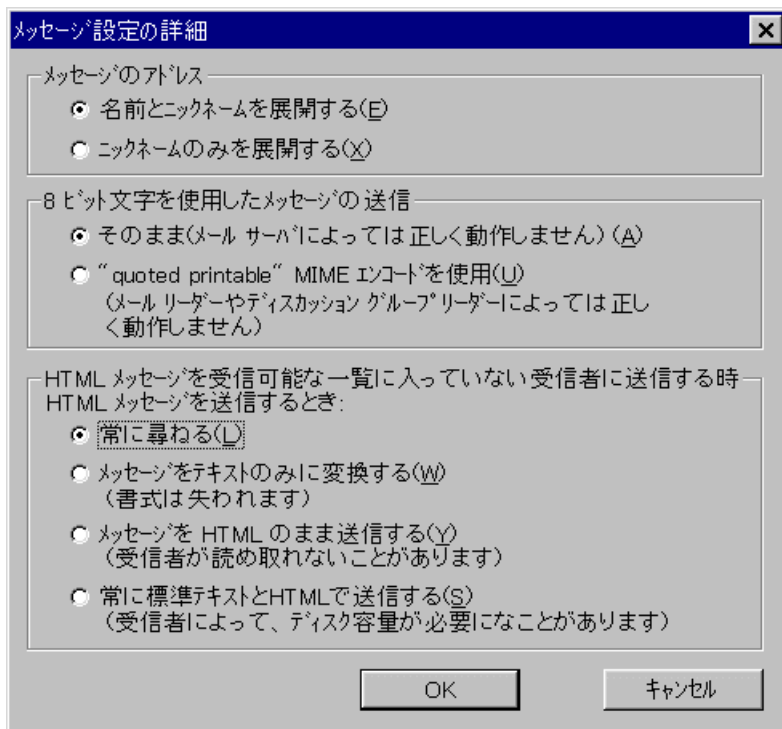 メッセージ設定の詳細
メッセージのアドレス
名前とニックネームを展開する(E)
ニックネームのみを展開する(X)
8 ビット文字を使用したメッセージの送信
そのまま(メール サーバによっては正しく動作しません) (A)
“quoted printable“ MIME エンコードを使用(U)
(メール リーダーやディスカッション グループリーダーによっては正し
く動作しません)
HTML メッセージを受信可能な一覧に入っていない受信者に送信する時
HTML メッセージを送信するとき:
常に尋ねる(L)
メッセージをテキストのみに変換する(W)
(書式は失われます)
メッセージを HTML のまま送信する(Y)
(受信者が読め取れないことがあります)
常に標準テキストとHTMLで送信する(S)
(受信者によって、ディスク容量が必要になことがあります)
OK
キャンセル